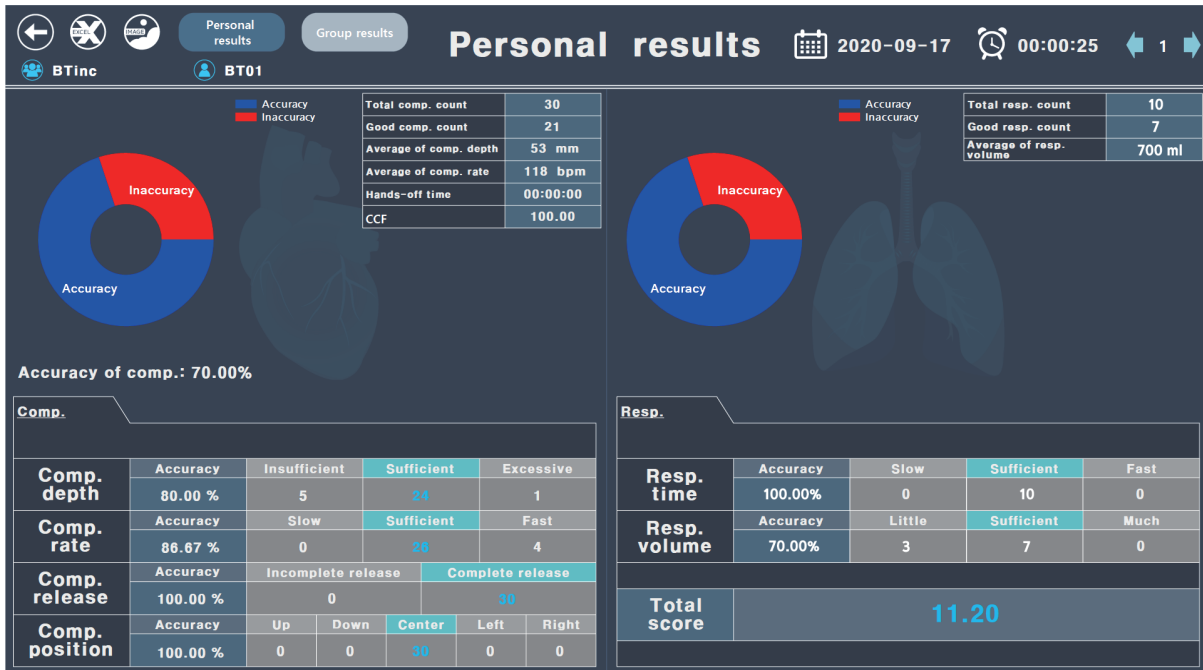 EXCEL
IMAGE
Personal
results
Group results
Personal results
2020-09-17
00:00:25
1
BTinc
BT01
Accuracy
Inaccuracy
Total comp. count 30
Good comp. count 21
Average of comp. depth 53 mm
Average of comp. rate 118 bpm
Hands-off time 00:00:00
CCF 100.00
Inaccuracy
Accuracy
Accuracy of comp.: 70.00%
Accuracy
Inaccuracy
Total resp. count 10
Good resp. count 7
Average of resp.
volume 700 ml
Inaccuracy
Accuracy
Comp.
Comp.
depth
Accuracy Insufficient Sufficient Excessive
80.00 % 5 24 1
Comp.
rate
Accuracy Slow Sufficient Fast
86.67 % 0 26 4
Comp.
release
Accuracy Incomplete release Complete release
100.00 % 0 30
Comp.
position
Accuracy Up Down Center Left Right
100.00 % 0 0 30 0 0
Resp.
Resp.
time
Accuracy Slow Sufficient Fast
100.00% 0 10 0
Resp.
volume
Accuracy Little Sufficient Much
70.00% 3 7 0
Total
score
11.20